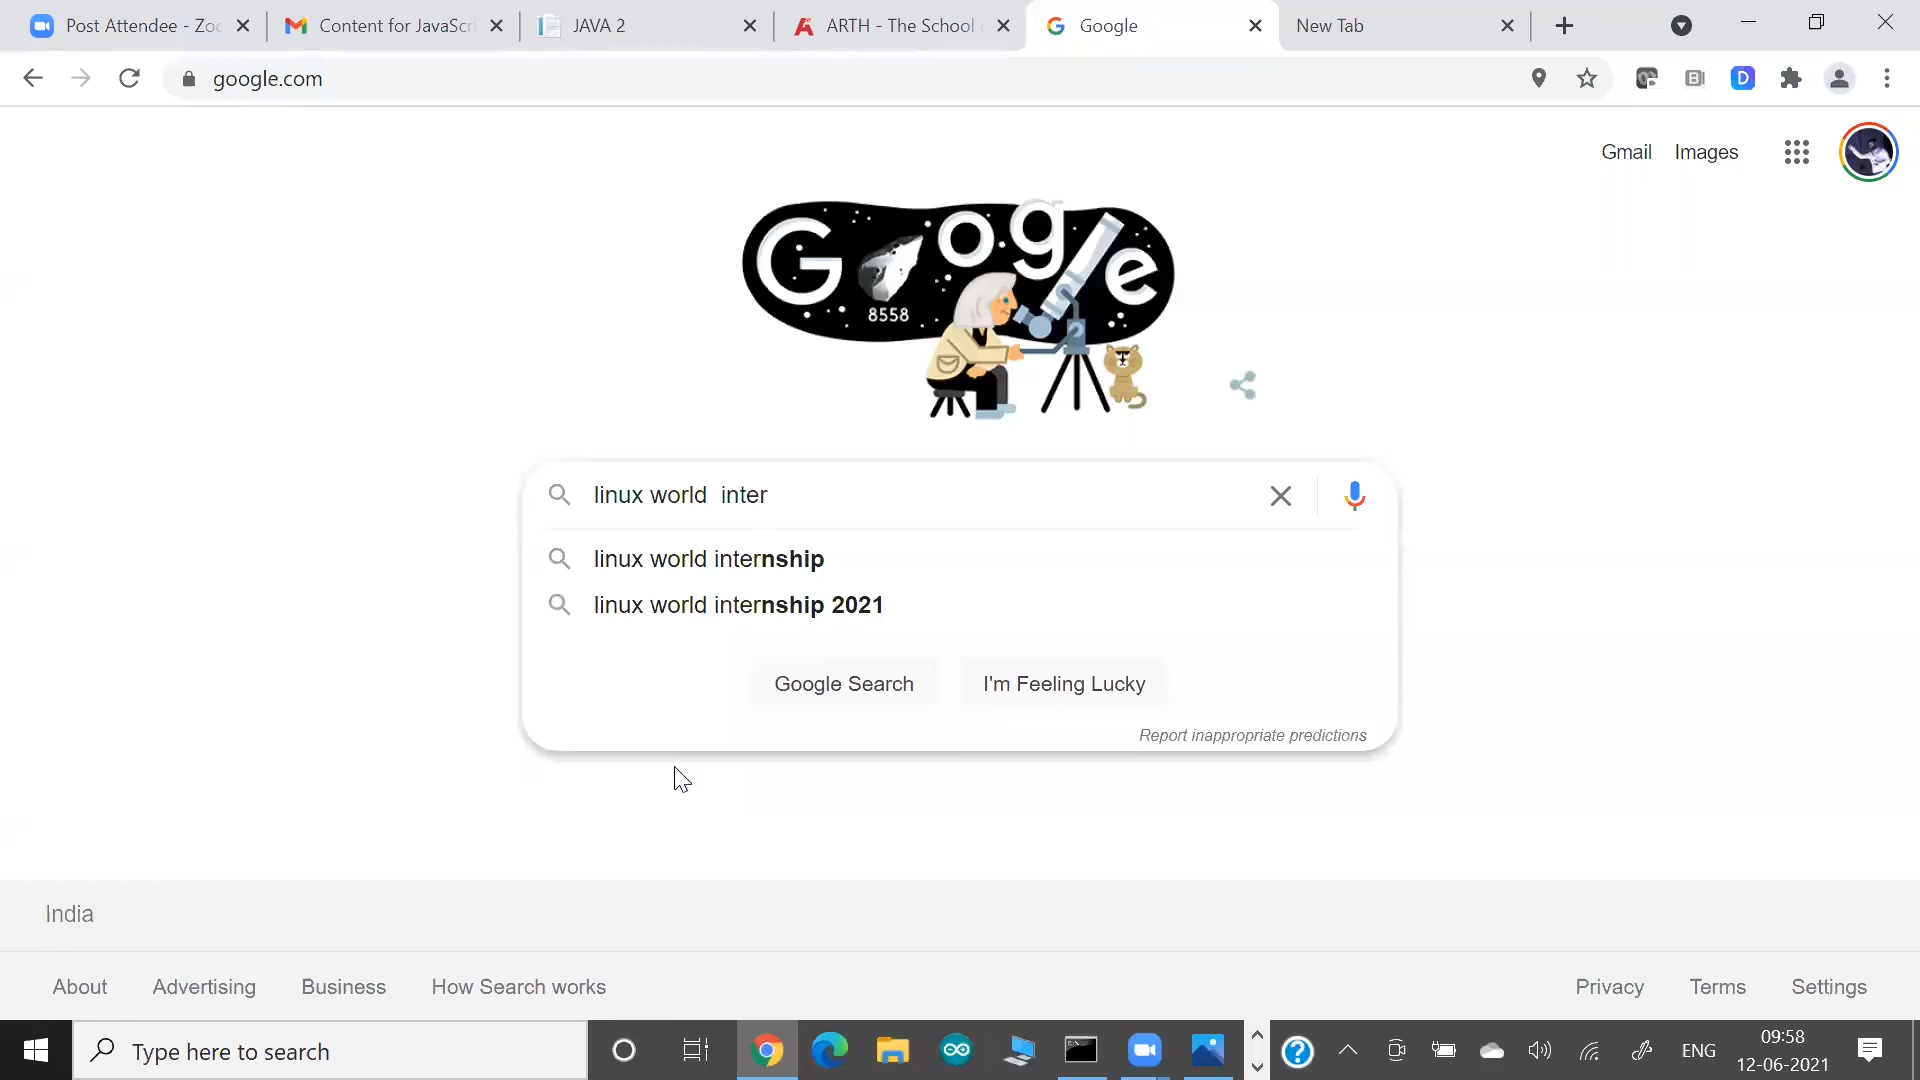 Post Attendee - Zoo
Content for JavaScri
JAVA 2
ARTH - The School
Google
New Tab
google.com
Gmail
Images
Google
8558
linux world  inter
linux world internship
linux world internship 2021
Google Search
I'm Feeling Lucky
Report inappropriate predictions
India
About
Advertising
Business
How Search works
Privacy
Terms
Settings
Type here to search
ENG
09:58
12-06-2021